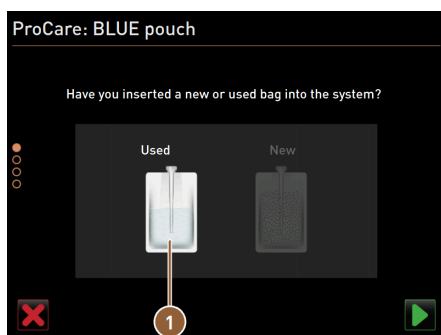 ProCare: BLUE pouch
Have you inserted a new or used bag into the system?
Used New
1